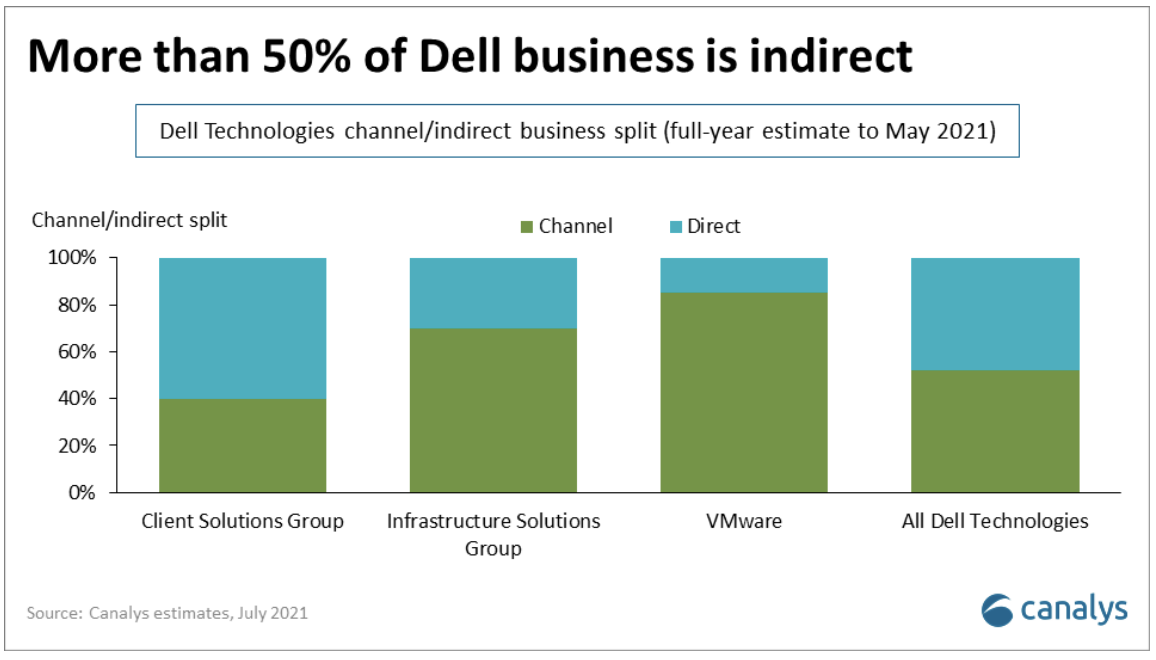 More than 50% of Dell business is indirect
Dell Technologies channel/indirect business split (full-year estimate to May 2021)
Channel/indirect split
Channel
Direct
100%
80%
60%
40%
20%
0%
Client Solutions Group
Infrastructure Solutions
Group
VMware
All Dell Technologies
Source: Canalys estimates, July 2021
canalys